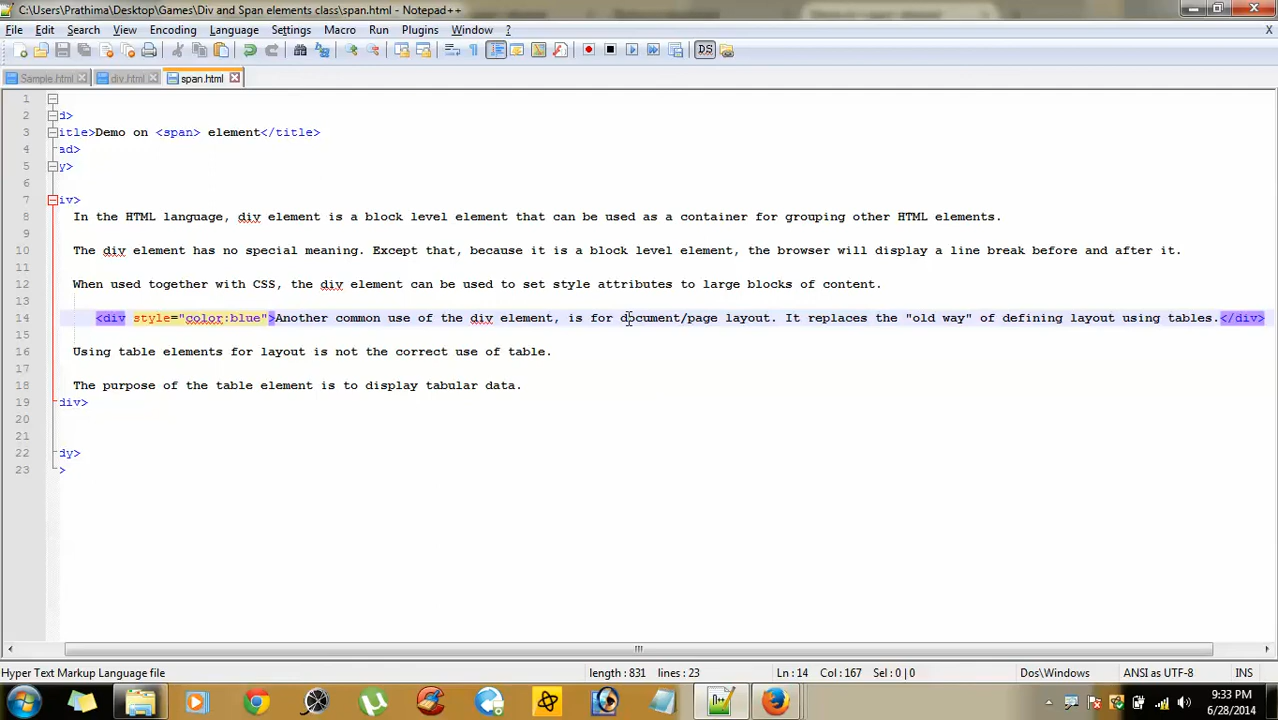 C:\Users\Prathima\Desktop\Games\Div and Span elements class\span.html - Notepad++
File Edit Search View Encoding Language Settings Macro Run Plugins Window ? X
Sample.html div.html span.html
1
2 d>
3 itle>Demo on <span> element</title>
4 ad>
5 y>
6
7 iv>
8 In the HTML language, div element is a block level element that can be used as a container for grouping other HTML elements.
9
10 The div element has no special meaning. Except that, because it is a block level element, the browser will display a line break before and after it.
11
12 When used together with CSS, the div element can be used to set style attributes to large blocks of content.
13
14 <div style="color:blue">Another common use of the div element, is for document/page layout. It replaces the "old way" of defining layout using tables.</div>
15
16 Using table elements for layout is not the correct use of table.
17
18 The purpose of the table element is to display tabular data.
19 div>
20
21
22 dy>
23 >
Hyper Text Markup Language file length : 831 lines : 23 Ln : 14 Col : 167 Sel : 0 | 0 Dos\Windows ANSI as UTF-8 INS
9:33 PM
6/28/2014